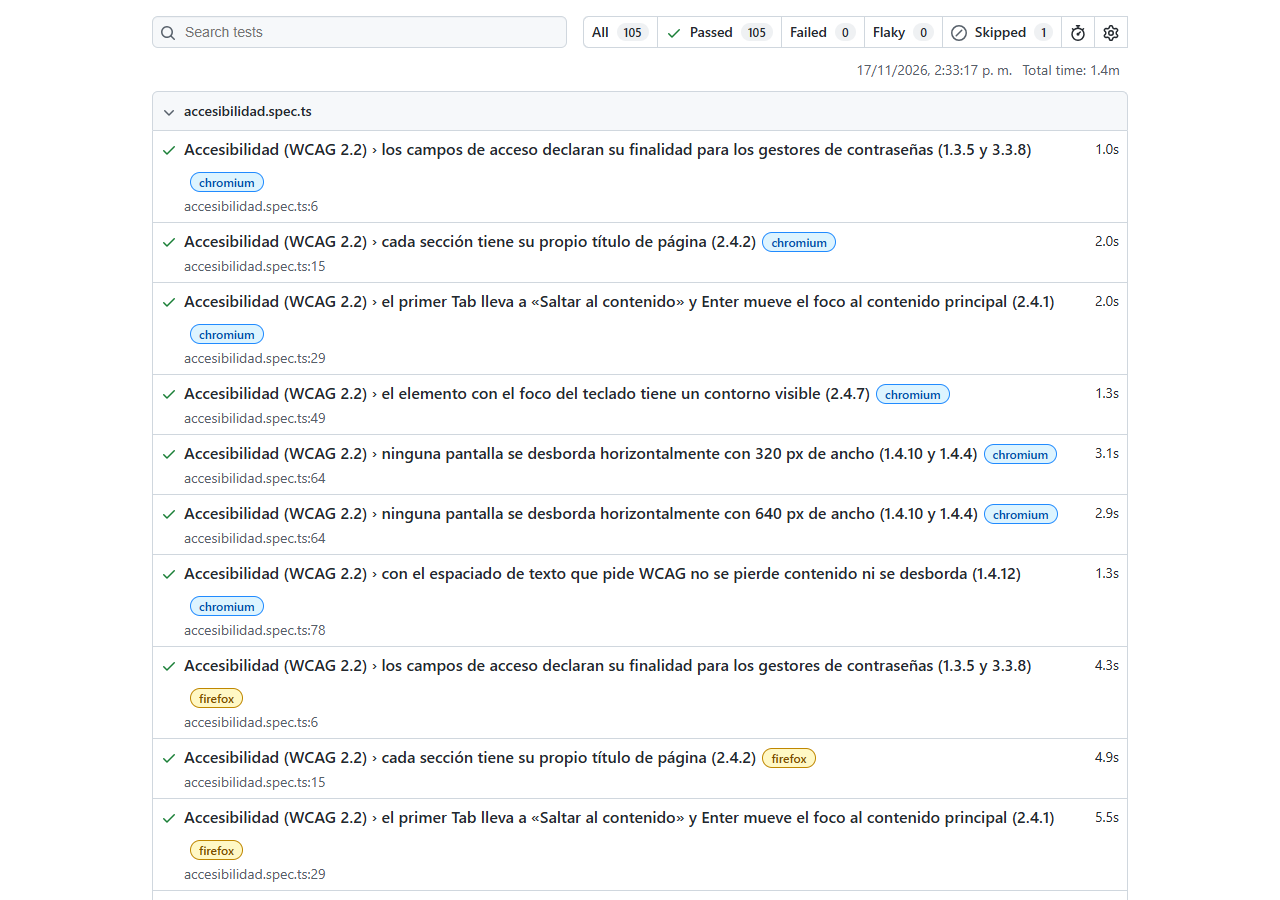 Search tests
All 105 Passed 105 Failed 0 Flaky 0 Skipped 1
17/11/2026, 2:33:17 p. m. Total time: 1.4m
accesibilidad.spec.ts
Accesibilidad (WCAG 2.2) › los campos de acceso declaran su finalidad para los gestores de contraseñas (1.3.5 y 3.3.8) 1.0s
chromium
accesibilidad.spec.ts:6
Accesibilidad (WCAG 2.2) › cada sección tiene su propio título de página (2.4.2) chromium 2.0s
accesibilidad.spec.ts:15
Accesibilidad (WCAG 2.2) › el primer Tab lleva a «Saltar al contenido» y Enter mueve el foco al contenido principal (2.4.1) 2.0s
chromium
accesibilidad.spec.ts:29
Accesibilidad (WCAG 2.2) › el elemento con el foco del teclado tiene un contorno visible (2.4.7) chromium 1.3s
accesibilidad.spec.ts:49
Accesibilidad (WCAG 2.2) › ninguna pantalla se desborda horizontalmente con 320 px de ancho (1.4.10 y 1.4.4) chromium 3.1s
accesibilidad.spec.ts:64
Accesibilidad (WCAG 2.2) › ninguna pantalla se desborda horizontalmente con 640 px de ancho (1.4.10 y 1.4.4) chromium 2.9s
accesibilidad.spec.ts:64
Accesibilidad (WCAG 2.2) › con el espaciado de texto que pide WCAG no se pierde contenido ni se desborda (1.4.12) 1.3s
chromium
accesibilidad.spec.ts:78
Accesibilidad (WCAG 2.2) › los campos de acceso declaran su finalidad para los gestores de contraseñas (1.3.5 y 3.3.8) 4.3s
firefox
accesibilidad.spec.ts:6
Accesibilidad (WCAG 2.2) › cada sección tiene su propio título de página (2.4.2) firefox 4.9s
accesibilidad.spec.ts:15
Accesibilidad (WCAG 2.2) › el primer Tab lleva a «Saltar al contenido» y Enter mueve el foco al contenido principal (2.4.1) 5.5s
firefox
accesibilidad.spec.ts:29